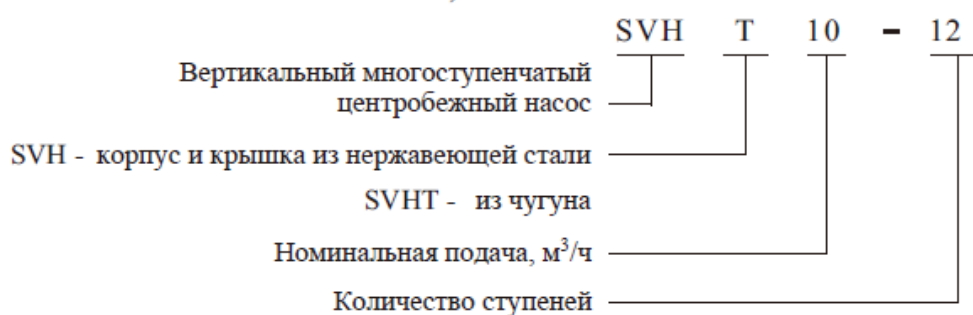 SVH T 10 - 12
Вертикальный многоступенчатый
центробежный насос
SVH - корпус и крышка из нержавеющей стали
SVHT - из чугуна
Номинальная подача, м³/ч
Количество ступеней